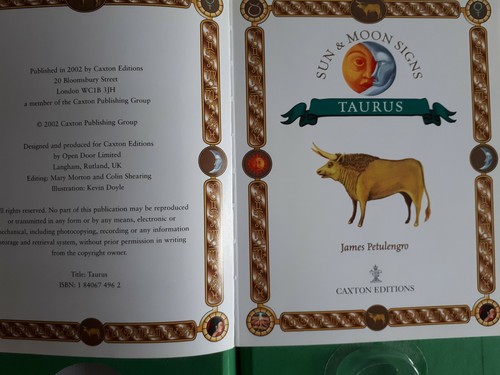 Published in 2002 by Caxton Editions
20 Bloomsbury Street
London WC1B 3JH
a member of the Caxton Publishing Group
© 2002 Caxton Publishing Group
Designed and produced for Caxton Editions
by Open Door Limited
Langham, Rutland, UK
Editing: Mary Morton and Colin Shearing
Illustration: Kevin Doyle
ll rights reserved. No part of this publication may be reproduced
or transmitted in any form or by any means, electronic or
echanical, including photocopying, recording or any information
orage and retrieval system, without prior permission in writing
from the copyright owner.
Title: Taurus
ISBN: 1 84067 496 2
SUN & MOON SIGNS
TAURUS
James Petulengro
CAXTON EDITIONS